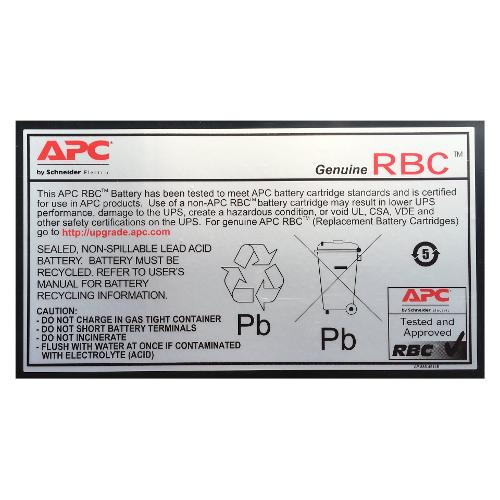 APC
by Schneider Electric
Genuine RBC™
This APC RBC™ Battery has been tested to meet APC battery cartridge standards and is certified
for use in APC products. Use of a non-APC RBC™ battery cartridge may result in lower UPS
performance, damage to the UPS, create a hazardous condition, or void UL, CSA, VDE and
other safety certifications on the UPS. For genuine APC RBC™ (Replacement Battery Cartridges)
go to http://upgrade.apc.com
SEALED, NON-SPILLABLE LEAD ACID
BATTERY. BATTERY MUST BE
RECYCLED. REFER TO USER'S
MANUAL FOR BATTERY
RECYCLING INFORMATION.
CAUTION:
- DO NOT CHARGE IN GAS TIGHT CONTAINER
- DO NOT SHORT BATTERY TERMINALS
- DO NOT INCINERATE
- FLUSH WITH WATER AT ONCE IF CONTAMINATED
WITH ELECTROLYTE (ACID)
Pb
Pb
5
APC
by Schneider Electric
Tested and
Approved
RBC